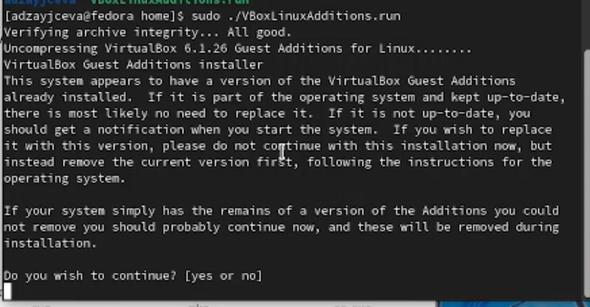 VBoxLinuxAdditions.run
[adzayjceva@fedora home]$ sudo ./VBoxLinuxAdditions.run
Verifying archive integrity... All good.
Uncompressing VirtualBox 6.1.26 Guest Additions for Linux........
VirtualBox Guest Additions installer
This system appears to have a version of the VirtualBox Guest Additions
already installed.  If it is part of the operating system and kept up-to-date,
there is most likely no need to replace it.  If it is not up-to-date, you
should get a notification when you start the system.  If you wish to replace
it with this version, please do not continue with this installation now, but
instead remove the current version first, following the instructions for the
operating system.
If your system simply has the remains of a version of the Additions you could
not remove you should probably continue now, and these will be removed during
installation.
Do you wish to continue? [yes or no]